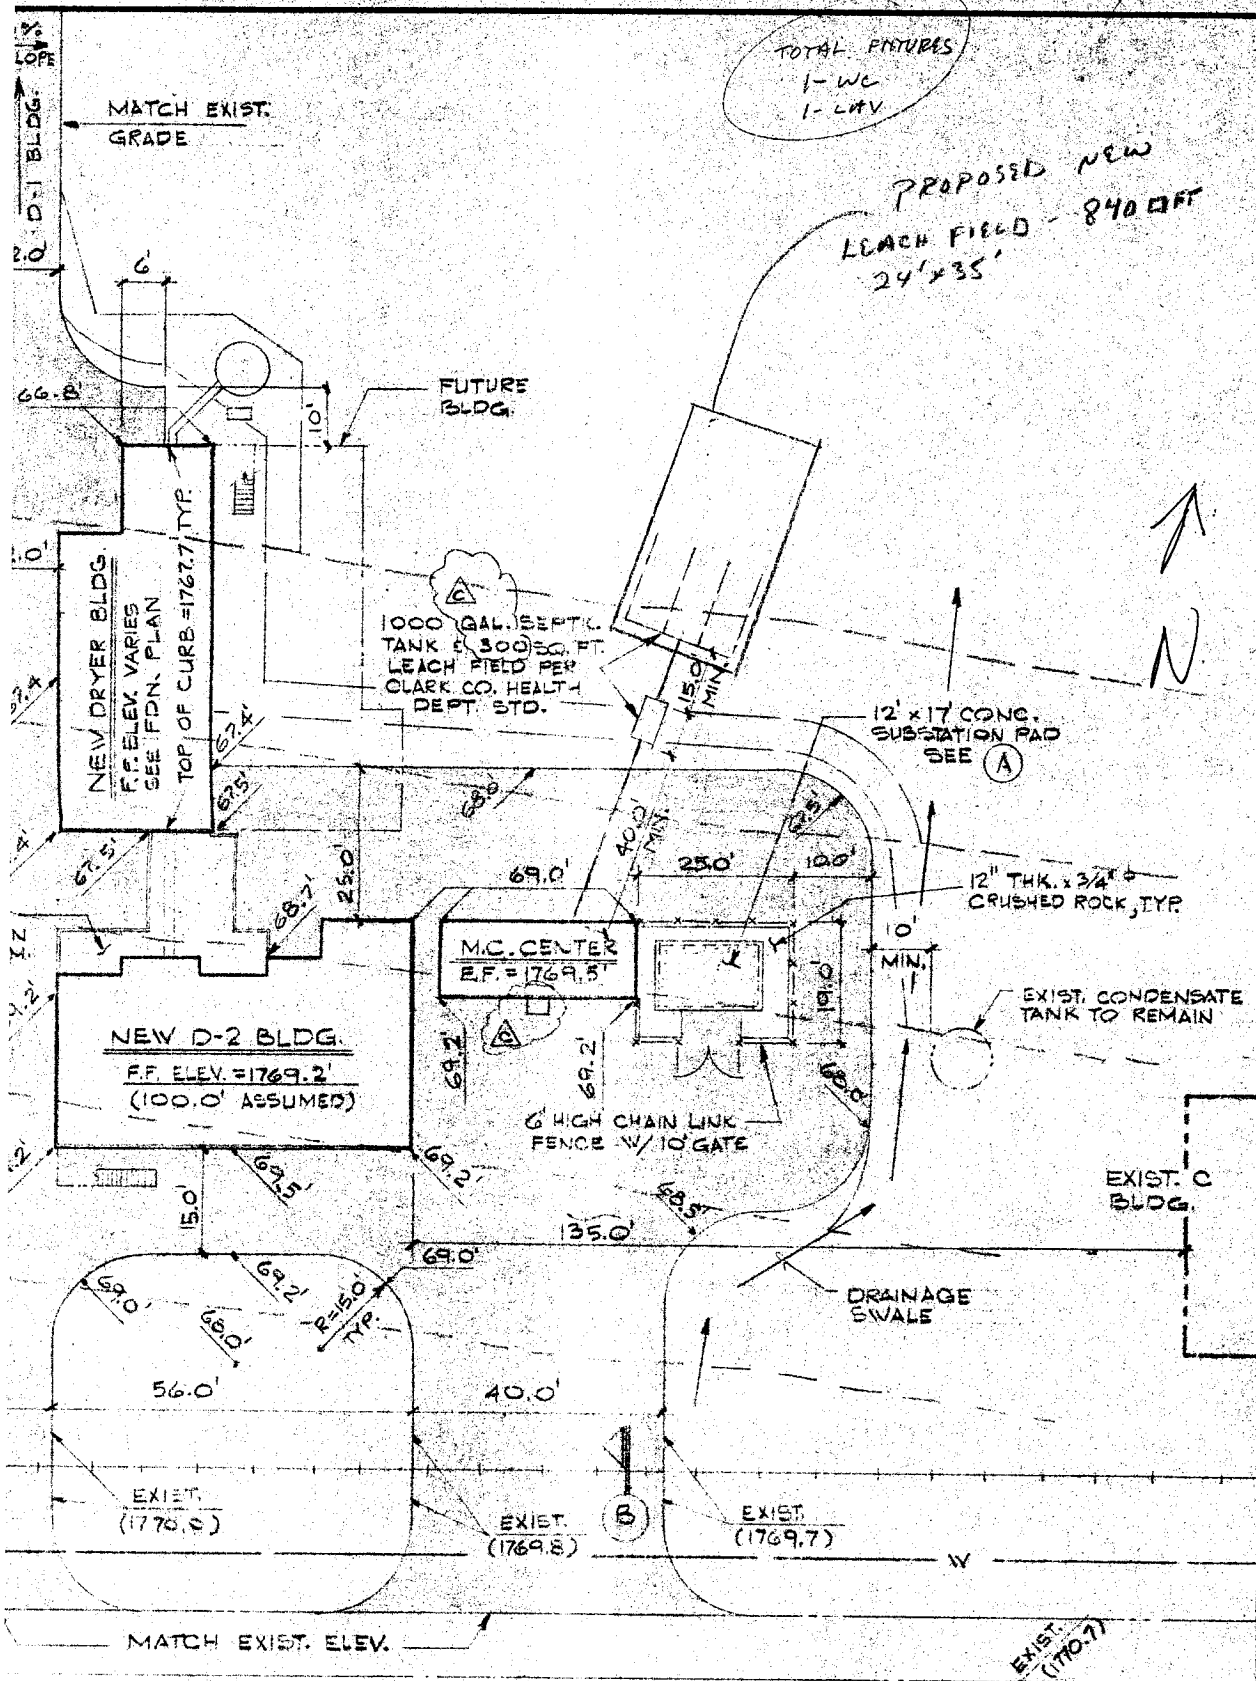 TOTAL FIXTURES
1- WC
1- LAV
PROPOSED NEW
LEACH FIELD - 840 □FT
24' x 35'
LOPE
D-1 BLDG.
MATCH EXIST.
GRADE
2.0'
6'
66.8'
10'
FUTURE
BLDG.
NEW DRYER BLDG.
F.F. ELEV. VARIES
SEE FDN. PLAN
TOP OF CURB = 1767.7, TYP.
C
1000 GAL. SEPTIC
TANK & 300 SQ. FT.
LEACH FIELD PER
CLARK CO. HEALTH
DEPT. STD.
15.0'
MIN.
N
12' x 17' CONC.
SUBSTATION PAD
SEE A
67.4'
67.4'
67.5'
67.5'
68.7'
25.0'
40.0'
MIN.
67.5'
25.0'
10.0'
69.0'
12" THK. x 3/4" φ
CRUSHED ROCK, TYP.
M.C. CENTER
E.F. = 1769.5'
19.0'
10'
MIN.
EXIST. CONDENSATE
TANK TO REMAIN
NEW D-2 BLDG.
F.F. ELEV. = 1769.2'
(100.0' ASSUMED)
C
69.2'
69.2'
68.0'
6' HIGH CHAIN LINK
FENCE W/ 10' GATE
EXIST. C
BLDG.
15.0'
69.5'
69.2'
68.5'
135.0'
69.0'
69.0'
69.2'
68.0'
R=15.0'
TYP.
DRAINAGE
SWALE
56.0'
40.0'
EXIST.
(1770.0)
EXIST.
(1769.8)
B
EXIST.
(1769.7)
W
MATCH EXIST. ELEV.
EXIST.
(1770.7)